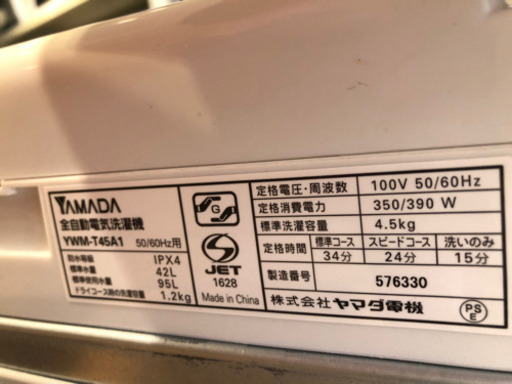 YAMADA
全自動電気洗濯機
YWM-T45A1 50/60Hz用
防水等級 IPX4
標準水量 42L
標準使用水量 95L
ドライコース時の洗濯容量 1.2kg
G
JET
1628
Made in China
定格電圧・周波数 100V 50/60Hz
定格消費電力 350/390 W
標準洗濯容量 4.5kg
定格時間 標準コース スピードコース 洗いのみ
34分 24分 15分
製造番号 576330
株式会社 ヤマダ電機
PS
E